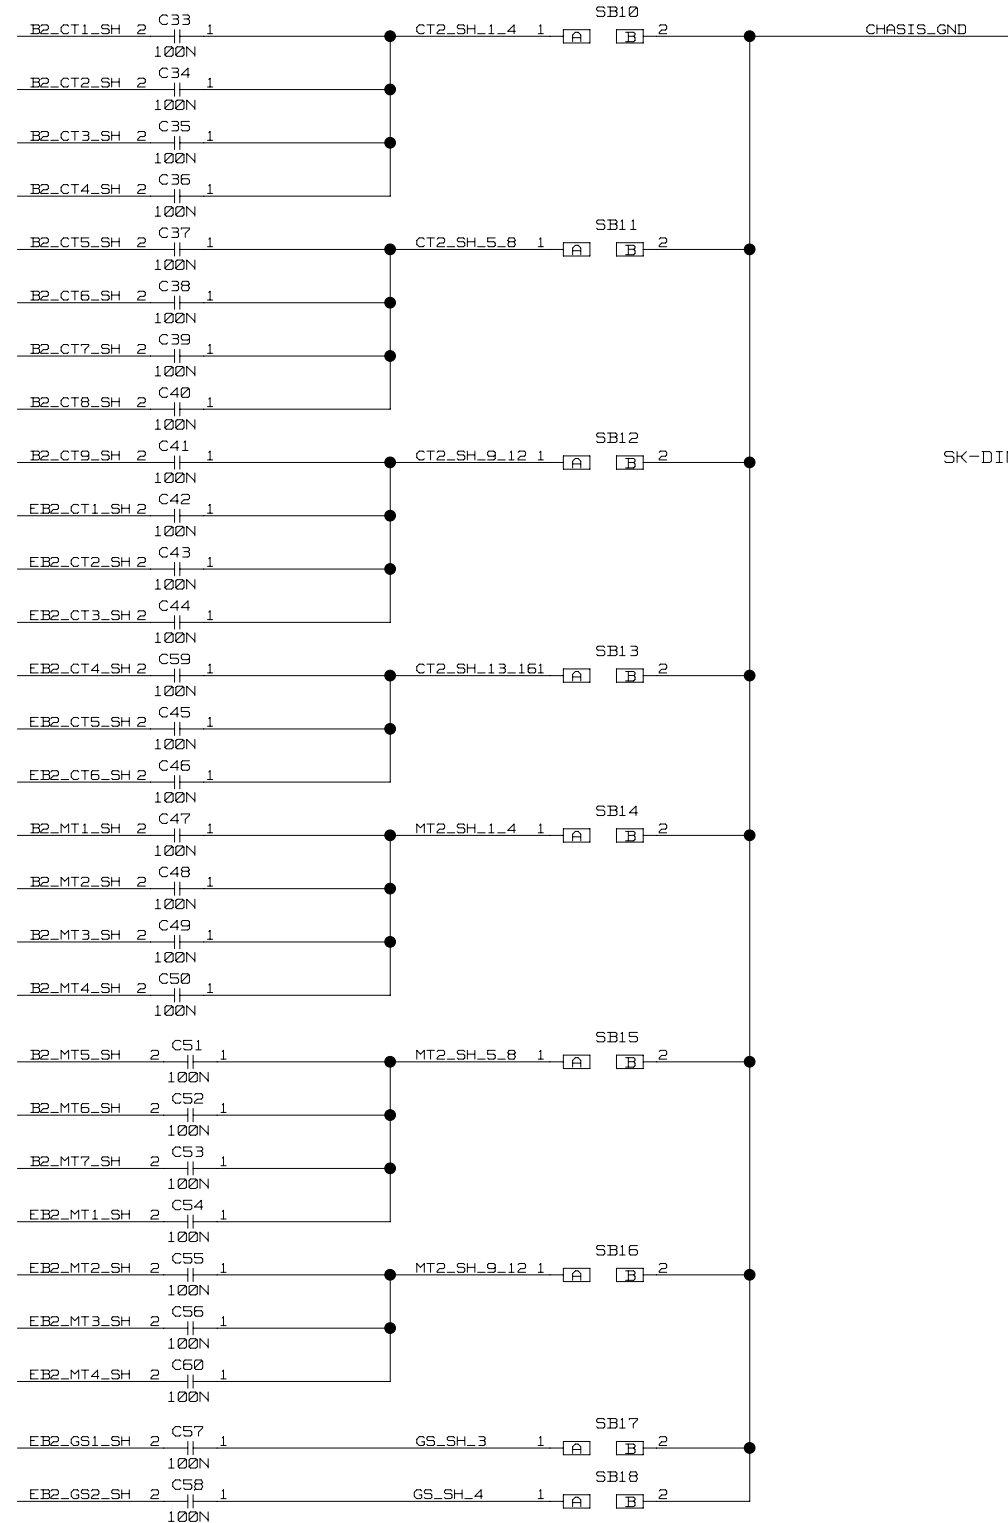 SB10
B2_CT1_SH 2 C33 1 CT2_SH_1_4 1 A B 2 CHASIS_GND
100N
B2_CT2_SH 2 C34 1
100N
B2_CT3_SH 2 C35 1
100N
B2_CT4_SH 2 C36 1
100N
SB11
B2_CT5_SH 2 C37 1 CT2_SH_5_8 1 A B 2
100N
B2_CT6_SH 2 C38 1
100N
B2_CT7_SH 2 C39 1
100N
B2_CT8_SH 2 C40 1
100N
SB12
B2_CT9_SH 2 C41 1 CT2_SH_9_12 1 A B 2 SK-DI
100N
EB2_CT1_SH 2 C42 1
100N
EB2_CT2_SH 2 C43 1
100N
EB2_CT3_SH 2 C44 1
100N
SB13
EB2_CT4_SH 2 C59 1 CT2_SH_13_161 A B 2
100N
EB2_CT5_SH 2 C45 1
100N
EB2_CT6_SH 2 C46 1
100N
SB14
B2_MT1_SH 2 C47 1 MT2_SH_1_4 1 A B 2
100N
B2_MT2_SH 2 C48 1
100N
B2_MT3_SH 2 C49 1
100N
B2_MT4_SH 2 C50 1
100N
SB15
B2_MT5_SH 2 C51 1 MT2_SH_5_8 1 A B 2
100N
B2_MT6_SH 2 C52 1
100N
B2_MT7_SH 2 C53 1
100N
EB2_MT1_SH 2 C54 1
100N
SB16
EB2_MT2_SH 2 C55 1 MT2_SH_9_12 1 A B 2
100N
EB2_MT3_SH 2 C56 1
100N
EB2_MT4_SH 2 C60 1
100N
SB17
EB2_GS1_SH 2 C57 1 GS_SH_3 1 A B 2
100N
SB18
EB2_GS2_SH 2 C58 1 GS_SH_4 1 A B 2
100N